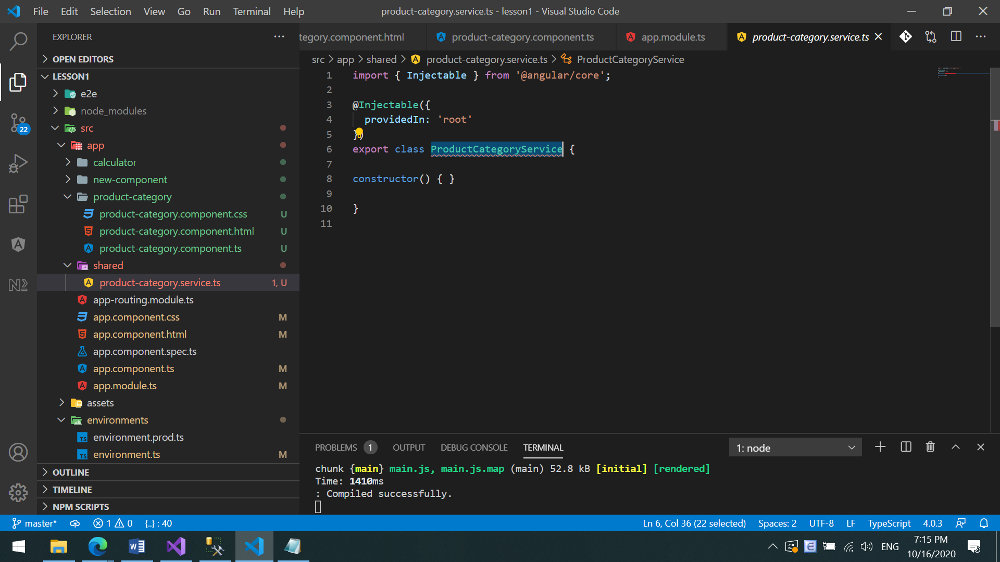 File Edit Selection View Go Run Terminal Help product-category.service.ts - lesson1 - Visual Studio Code
EXPLORER
tegory.component.html product-category.component.ts app.module.ts product-category.service.ts
OPEN EDITORS
src > app > shared > product-category.service.ts > ProductCategoryService
LESSON1
e2e
node_modules
src
app
calculator
new-component
product-category
product-category.component.css U
product-category.component.html U
product-category.component.ts U
shared
product-category.service.ts 1, U
app-routing.module.ts
app.component.css M
app.component.html M
app.component.spec.ts
app.component.ts M
app.module.ts M
assets
environments
environment.prod.ts
environment.ts M
OUTLINE
TIMELINE
NPM SCRIPTS
22
1 import { Injectable } from '@angular/core';
2
3 @Injectable({
4 providedIn: 'root'
5 })
6 export class ProductCategoryService {
7
8 constructor() { }
9
10 }
11
PROBLEMS 1 OUTPUT DEBUG CONSOLE TERMINAL 1: node
chunk {main} main.js, main.js.map (main) 52.8 kB [initial] [rendered]
Time: 1410ms
: Compiled successfully.
master* 1 0 {..} : 40 Ln 6, Col 36 (22 selected) Spaces: 2 UTF-8 LF TypeScript 4.0.3
ENG 7:15 PM
10/16/2020